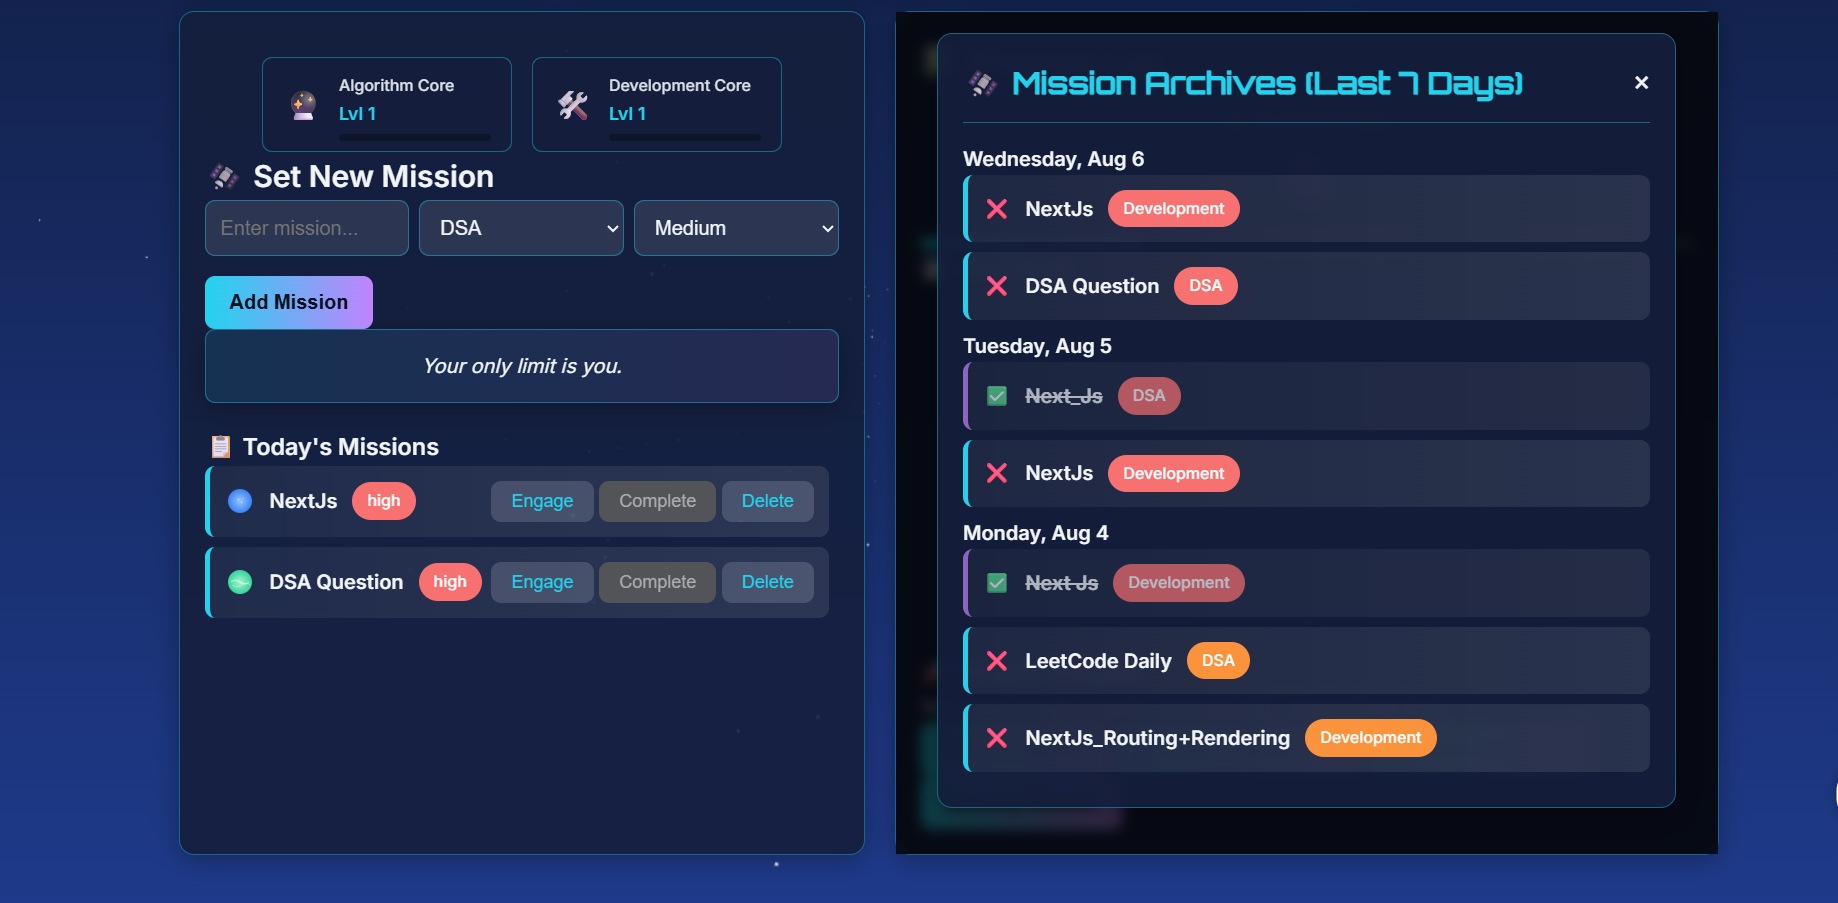 Algorithm Core
Lvl 1
Development Core
Lvl 1
Set New Mission
Enter mission...
DSA
Medium
Add Mission
Your only limit is you.
Today's Missions
NextJs high Engage Complete Delete
DSA Question high Engage Complete Delete
Mission Archives (Last 7 Days) ×
Wednesday, Aug 6
NextJs Development
DSA Question DSA
Tuesday, Aug 5
Next_Js DSA
NextJs Development
Monday, Aug 4
Next Js Development
LeetCode Daily DSA
NextJs_Routing+Rendering Development